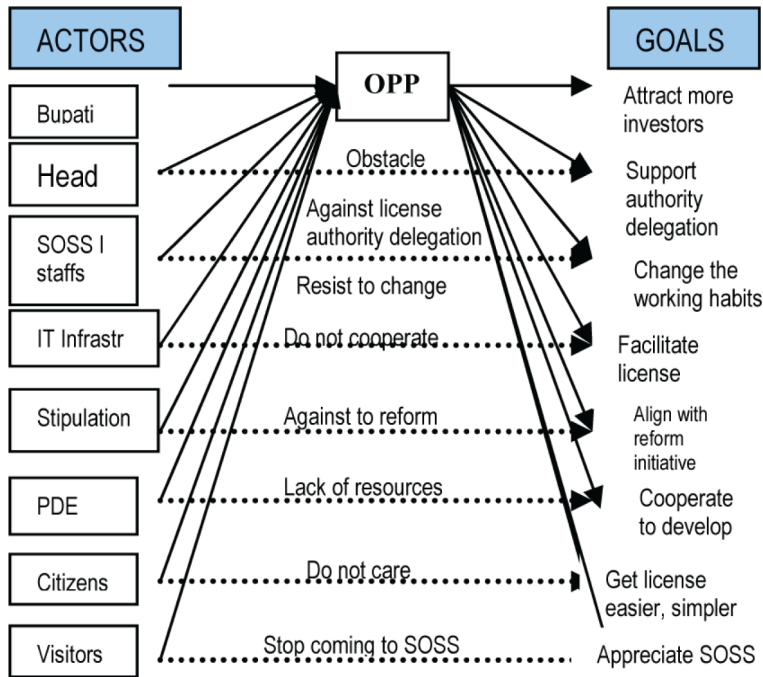 ACTORS
OPP
GOALS
Bupati
Attract more
investors
Head
Obstacle
Support
authority
delegation
SOSS I
staffs
Against license
authority delegation
Change the
working habits
Resist to change
IT Infrastr
Do not cooperate
Facilitate
license
Stipulation
Against to reform
Align with
reform
initiative
PDE
Lack of resources
Cooperate
to develop
Citizens
Do not care
Get license
easier, simpler
Visitors
Stop coming to SOSS
Appreciate SOSS